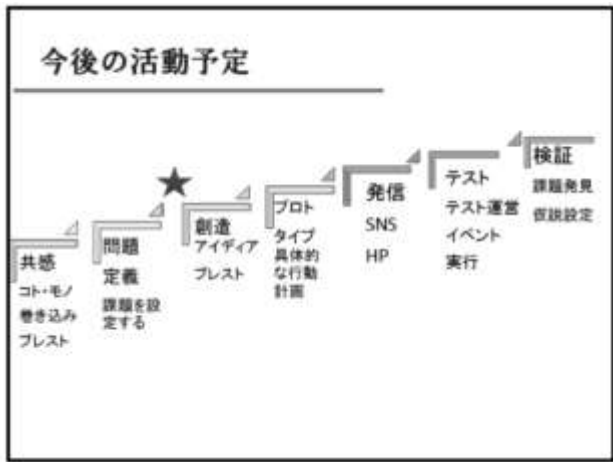 今後の活動予定
共感
コト・モノ
巻き込み
ブレスト
問題
定義
課題を設
定する
創造
アイディア
ブレスト
プロト
タイプ
具体的
な行動
計画
発信
SNS
HP
テスト
テスト運営
イベント
実行
検証
課題発見
仮説設定